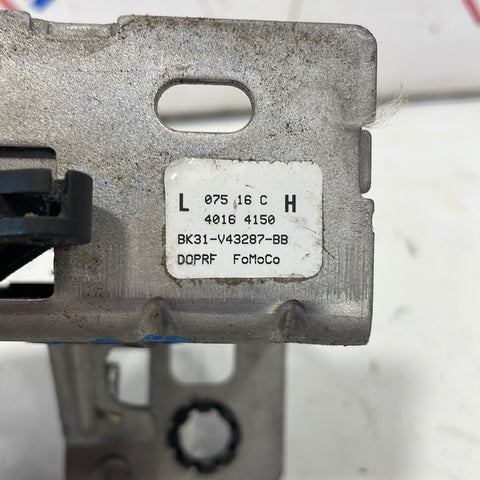 L 075 16 C H
4016 4150
BK31-V43287-BB
DOPRF FoMoCo